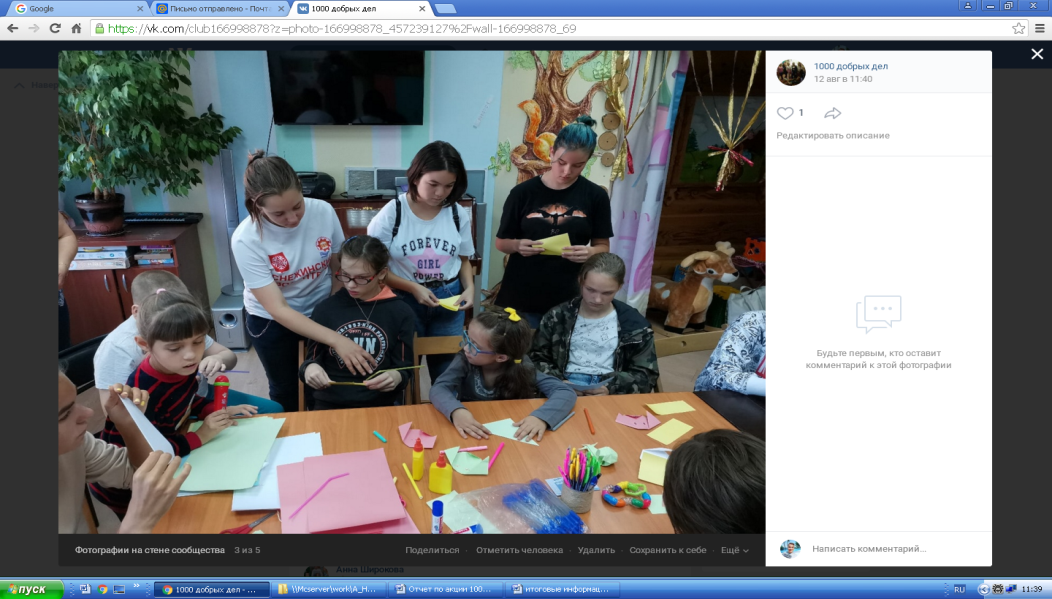 Google
Письмо отправлено - Почт
1000 добрых дел
https://vk.com/club166998878?z=photo-166998878_457239127%2Fwall-166998878_69
FOREVER
GIRL
POWER
1000 добрых дел
12 авг в 11:40
1
Редактировать описание
Будьте первым, кто оставит
комментарий к этой фотографии
Написать комментарий...
Фотографии на стене сообщества 3 из 5
Поделиться · Отметить человека · Удалить · Сохранить к себе · Ещё
Анна Широкова
пуск
1000 добрых дел - ...
\\Mcserver\work\А_Н...
Отчет по акции 100...
итоговые информац...
RU
11:39